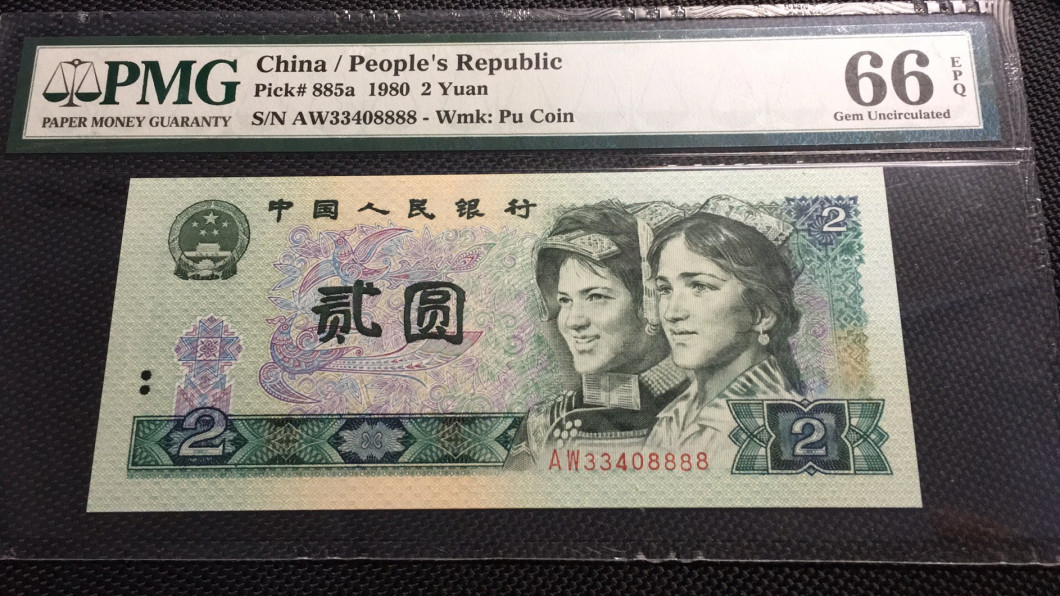 PMG
PAPER MONEY GUARANTY
China / People's Republic
Pick# 885a 1980 2 Yuan
S/N AW33408888 - Wmk: Pu Coin
66
EPQ
Gem Uncirculated
中国人民银行
2
贰圆
2
AW33408888
2